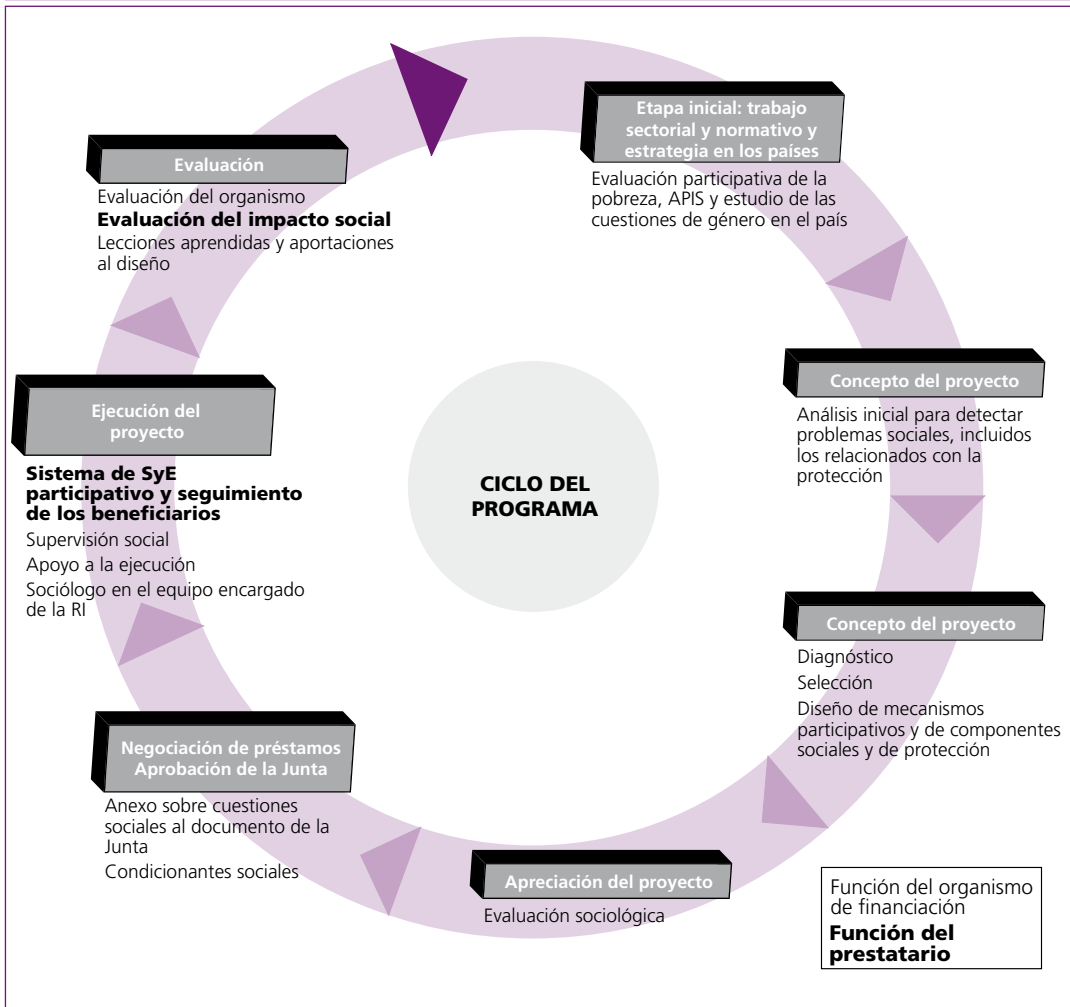 Etapa inicial: trabajo
sectorial y normativo y
estrategia en los países
Evaluación participativa de la
pobreza, APIS y estudio de las
cuestiones de género en el país
Concepto del proyecto
Análisis inicial para detectar
problemas sociales, incluidos
los relacionados con la
protección
Concepto del proyecto
Diagnóstico
Selección
Diseño de mecanismos
participativos y de componentes
sociales y de protección
Apreciación del proyecto
Evaluación sociológica
Negociación de préstamos
Aprobación de la Junta
Anexo sobre cuestiones
sociales al documento de la
Junta
Condicionantes sociales
Ejecución del
proyecto
Sistema de SyE
participativo y seguimiento
de los beneficiarios
Supervisión social
Apoyo a la ejecución
Sociólogo en el equipo encargado
de la RI
Evaluación
Evaluación del organismo
Evaluación del impacto social
Lecciones aprendidas y aportaciones
al diseño
CICLO DEL
PROGRAMA
Función del organismo
de financiación
Función del
prestatario